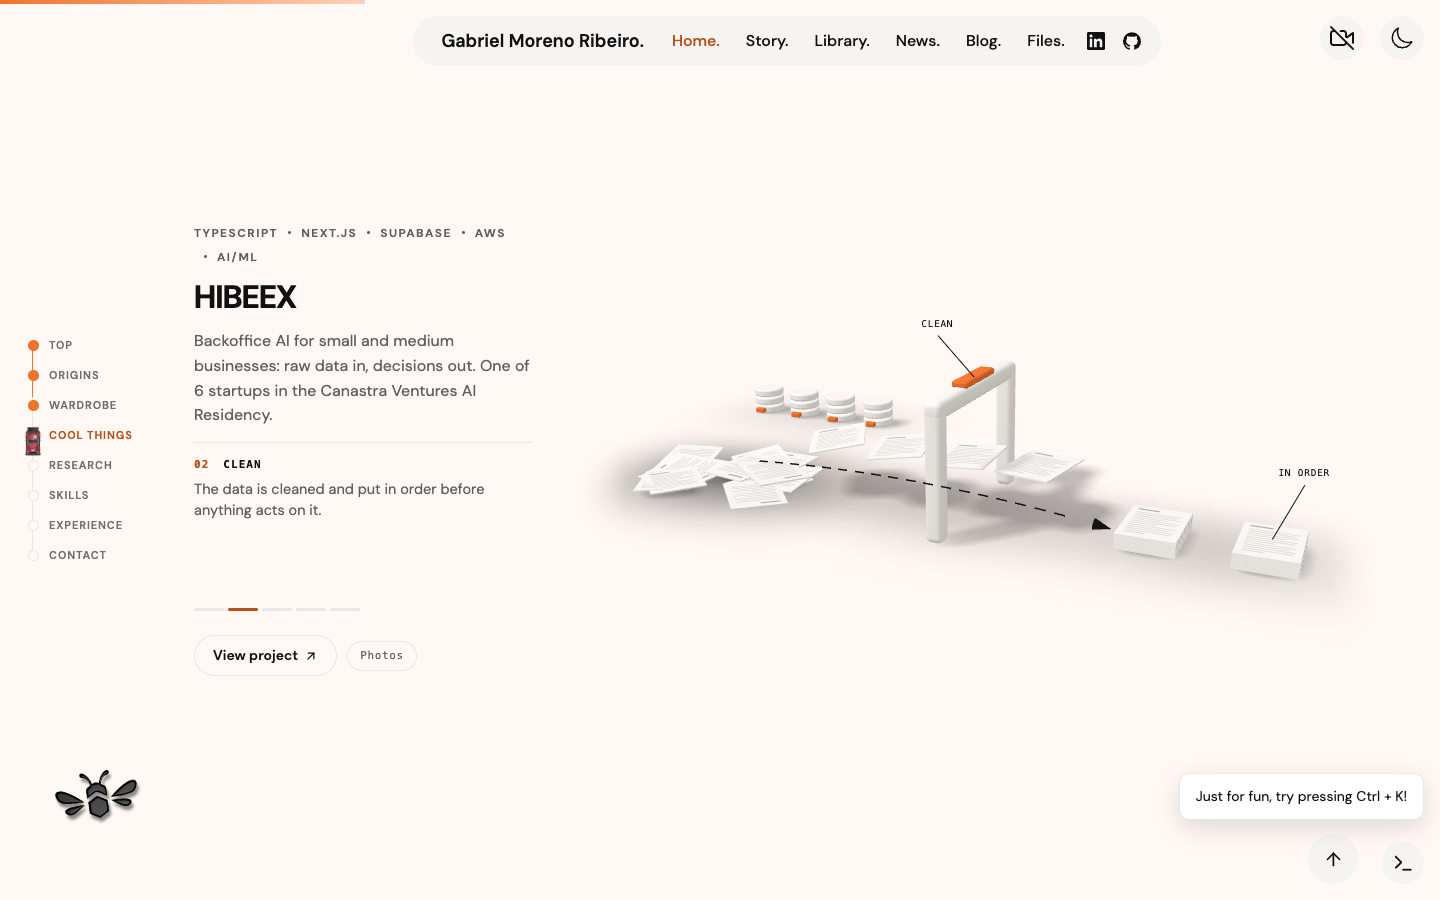 Gabriel Moreno Ribeiro.
Home.
Story.
Library.
News.
Blog.
Files.
TYPESCRIPT • NEXT.JS • SUPABASE • AWS
• AI/ML
HIBEEX
Backoffice AI for small and medium
businesses: raw data in, decisions out. One of
6 startups in the Canastra Ventures AI
Residency.
02 CLEAN
The data is cleaned and put in order before
anything acts on it.
View project
Photos
TOP
ORIGINS
WARDROBE
COOL THINGS
RESEARCH
SKILLS
EXPERIENCE
CONTACT
CLEAN
IN ORDER
Just for fun, try pressing Ctrl + K!